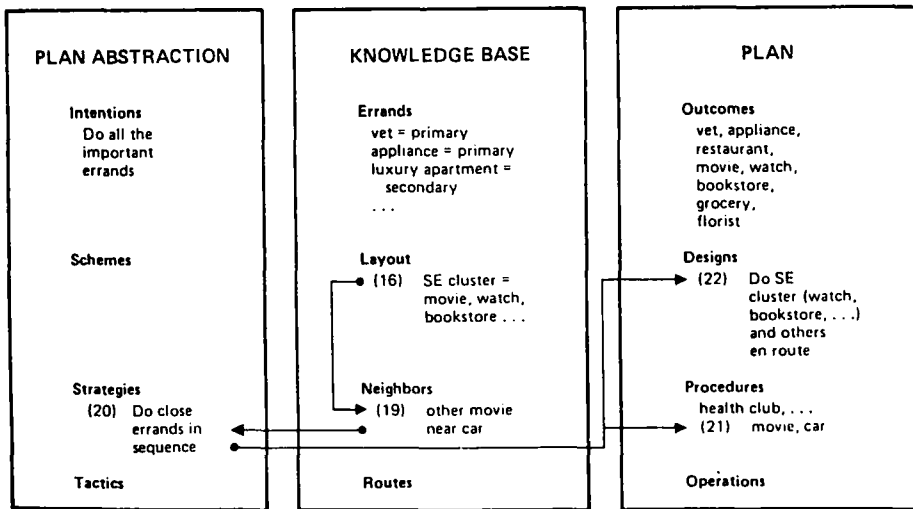 PLAN ABSTRACTION
Intentions
Do all the
important
errands
Schemes
Strategies
(20) Do close
errands in
sequence
Tactics
KNOWLEDGE BASE
Errands
vet = primary
appliance = primary
luxury apartment =
secondary
. . .
Layout
(16) SE cluster =
movie, watch,
bookstore . . .
Neighbors
(19) other movie
near car
Routes
PLAN
Outcomes
vet, appliance,
restaurant,
movie, watch,
bookstore,
grocery,
florist
Designs
(22) Do SE
cluster (watch,
bookstore, . . .)
and others
en route
Procedures
health club, . . .
(21) movie, car
Operations